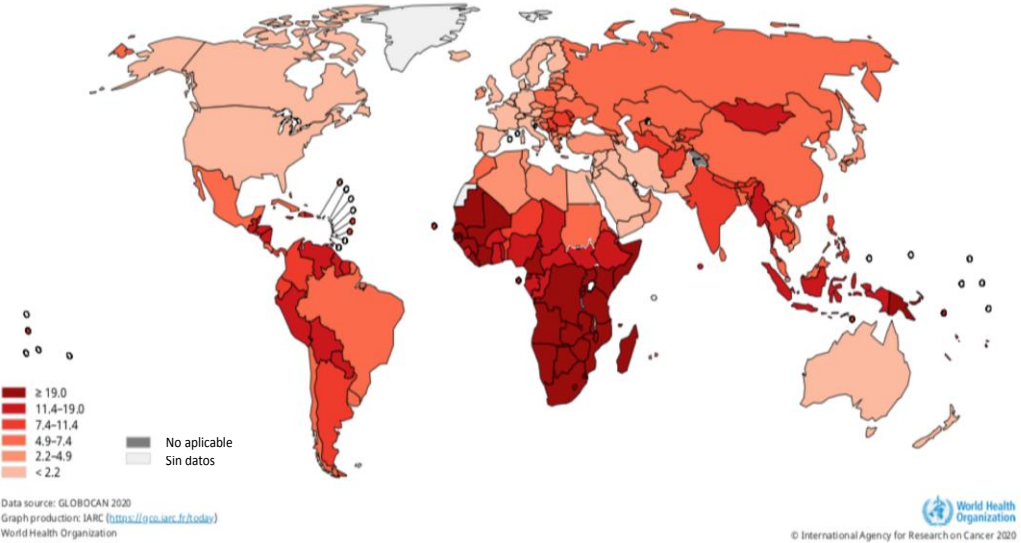 ≥ 19.0
11.4–19.0
7.4–11.4
4.9–7.4
2.2–4.9
< 2.2
No aplicable
Sin datos
Data source: GLOBOCAN 2020
Graph production: IARC (https://gco.iarc.fr/today)
World Health Organization
World Health
Organization
© International Agency for Research on Cancer 2020